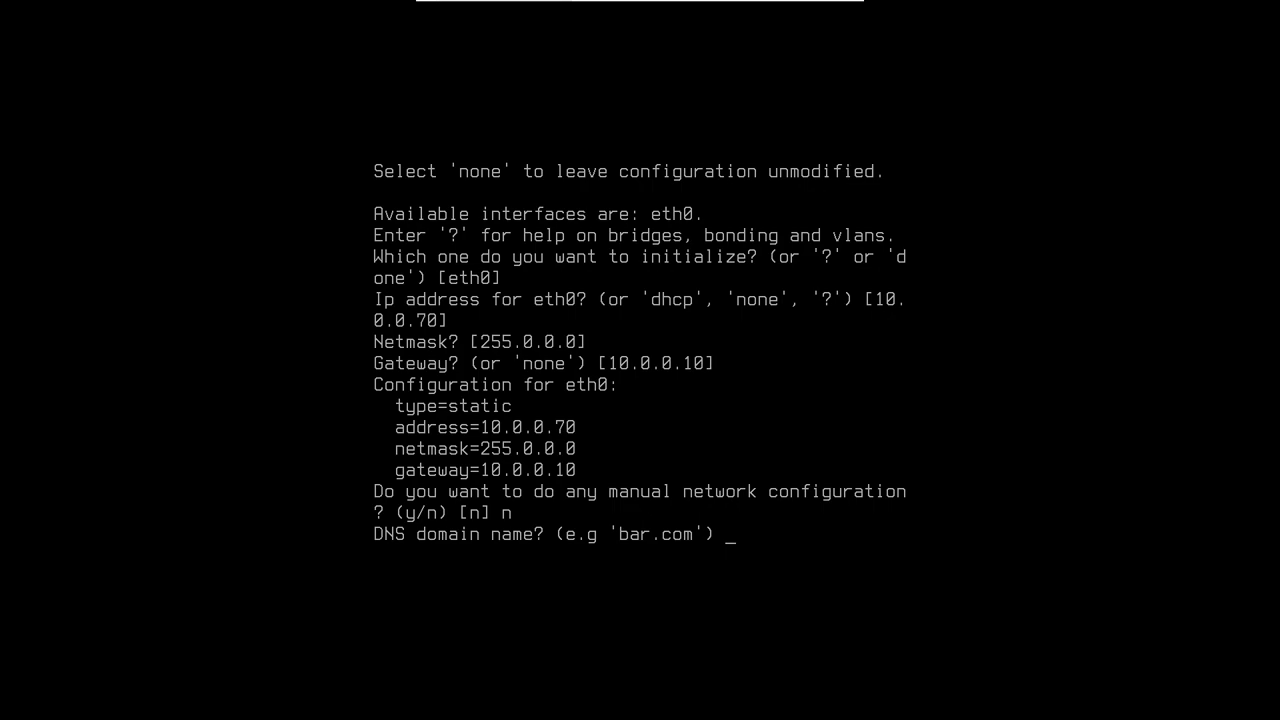 Select 'none' to leave configuration unmodified.
Available interfaces are: eth0.
Enter '?' for help on bridges, bonding and vlans.
Which one do you want to initialize? (or '?' or 'd
one') [eth0]
Ip address for eth0? (or 'dhcp', 'none', '?') [10.
0.0.70]
Netmask? [255.0.0.0]
Gateway? (or 'none') [10.0.0.10]
Configuration for eth0:
  type=static
  address=10.0.0.70
  netmask=255.0.0.0
  gateway=10.0.0.10
Do you want to do any manual network configuration
? (y/n) [n] n
DNS domain name? (e.g 'bar.com') _